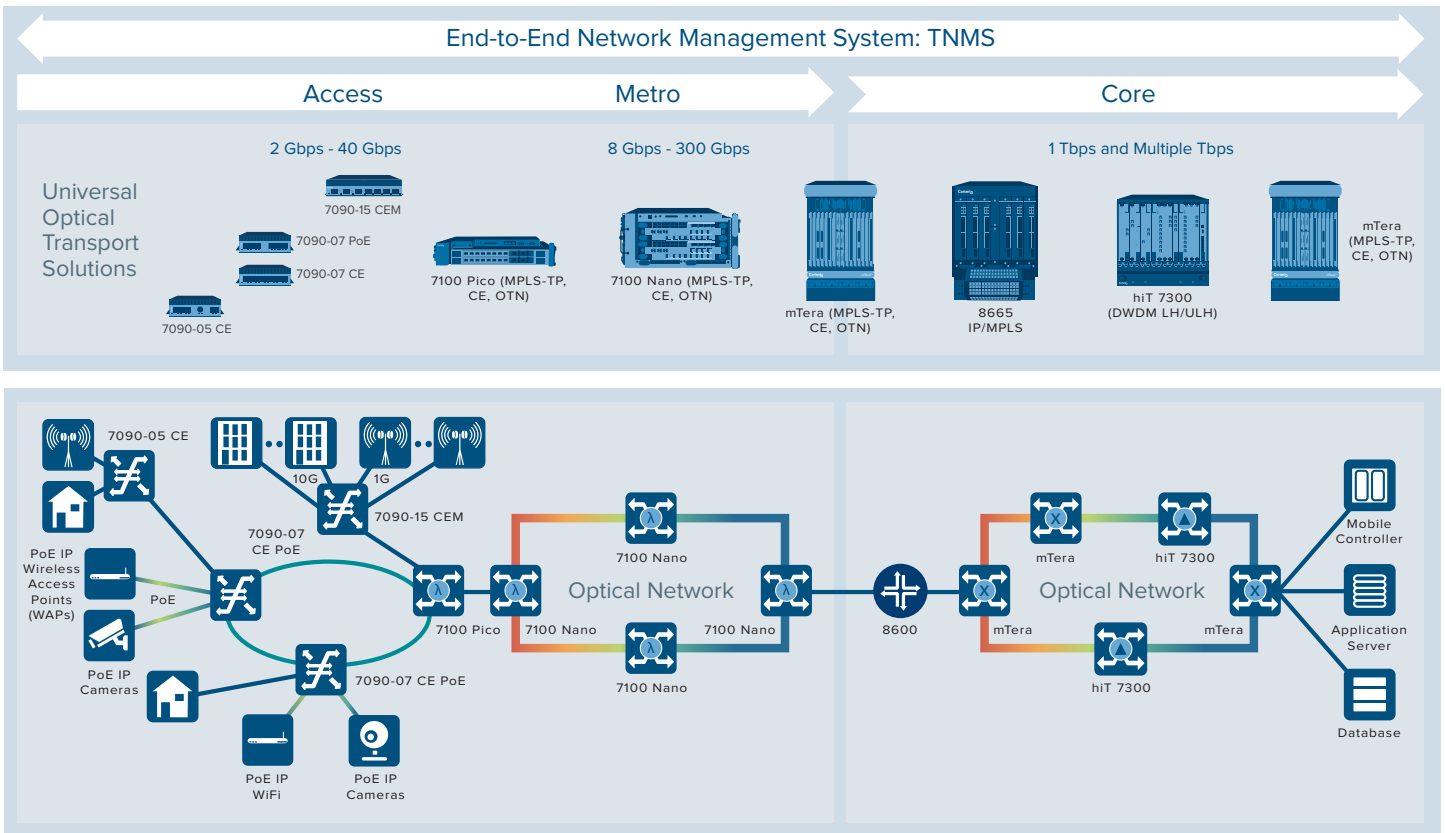 End-to-End Network Management System: TNMS
Access
Metro
Core
2 Gbps - 40 Gbps
8 Gbps - 300 Gbps
1 Tbps and Multiple Tbps
Universal
Optical
Transport
Solutions
7090-15 CEM
7090-07 PoE
7090-07 CE
7090-05 CE
7100 Pico (MPLS-TP,
CE, OTN)
7100 Nano (MPLS-TP,
CE, OTN)
mTera (MPLS-TP,
CE, OTN)
8665
IP/MPLS
hiT 7300
(DWDM LH/ULH)
mTera
(MPLS-TP,
CE, OTN)
7090-05 CE
10G
1G
7090-15 CEM
7090-07
CE PoE
PoE IP
Wireless
Access
Points
(WAPs)
PoE
PoE IP
Cameras
7090-07 CE PoE
PoE IP
WiFi
PoE IP
Cameras
λ
7100 Pico
λ
7100 Nano
λ
7100 Nano
Optical Network
λ
7100 Nano
λ
7100 Nano
8600
X
mTera
X
mTera
hiT 7300
Optical Network
hiT 7300
X
mTera
Mobile
Controller
Application
Server
Database